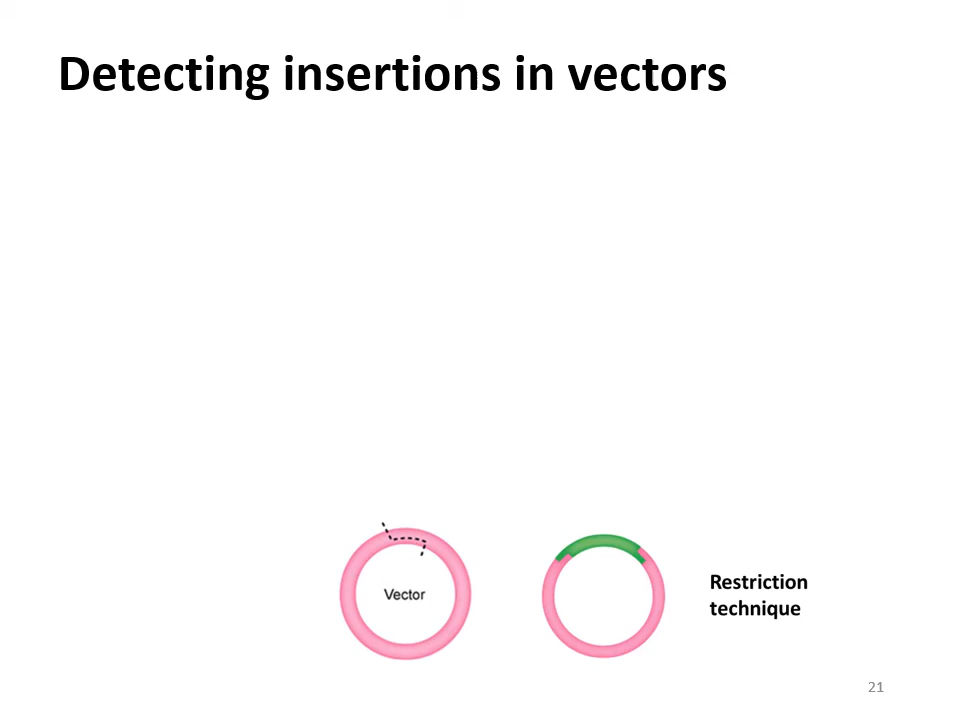 Detecting insertions in vectors
Vector
Restriction
technique
21